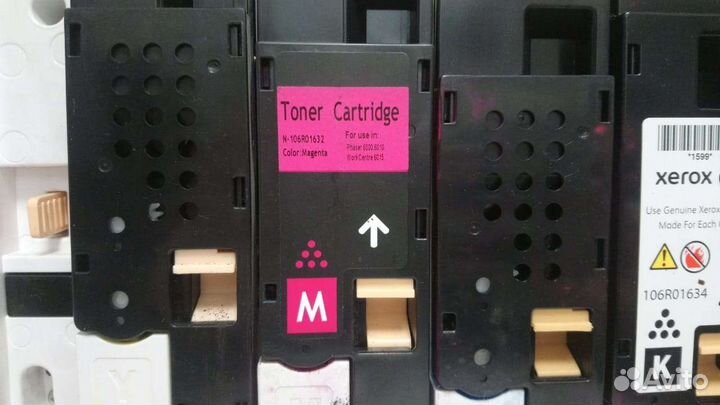 Toner Cartridge
N-106R01632
Color:Magenta
For use in:
Phaser 6000,6010
Work Centre 6015
M
Y
*1599*
xerox
Use Genuine Xerox
Made For Each
106R01634
K
Avito